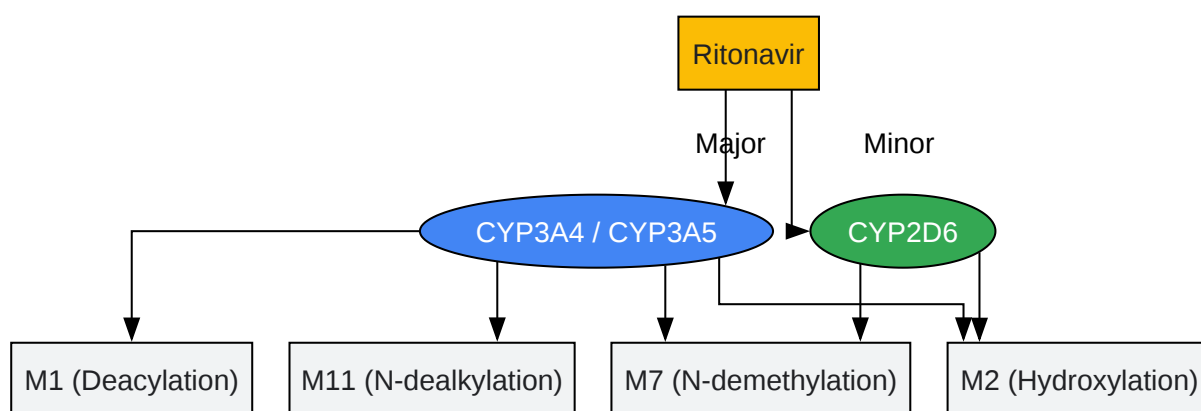 Ritonavir
Major
Minor
CYP3A4 / CYP3A5
CYP2D6
M1 (Deacylation)
M11 (N-dealkylation)
M7 (N-demethylation)
M2 (Hydroxylation)